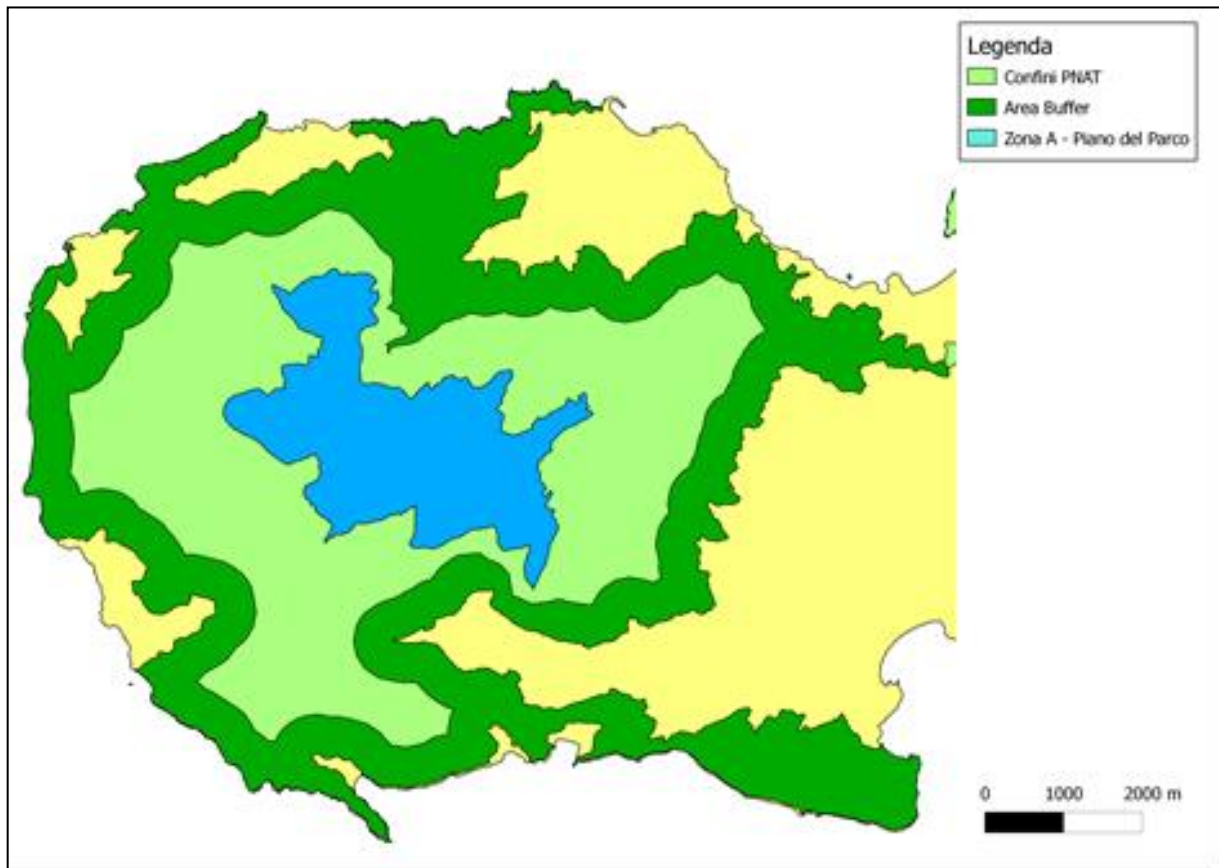 Legenda
Confini PNAT
Area Buffer
Zona A - Piano del Parco
0 1000 2000 m